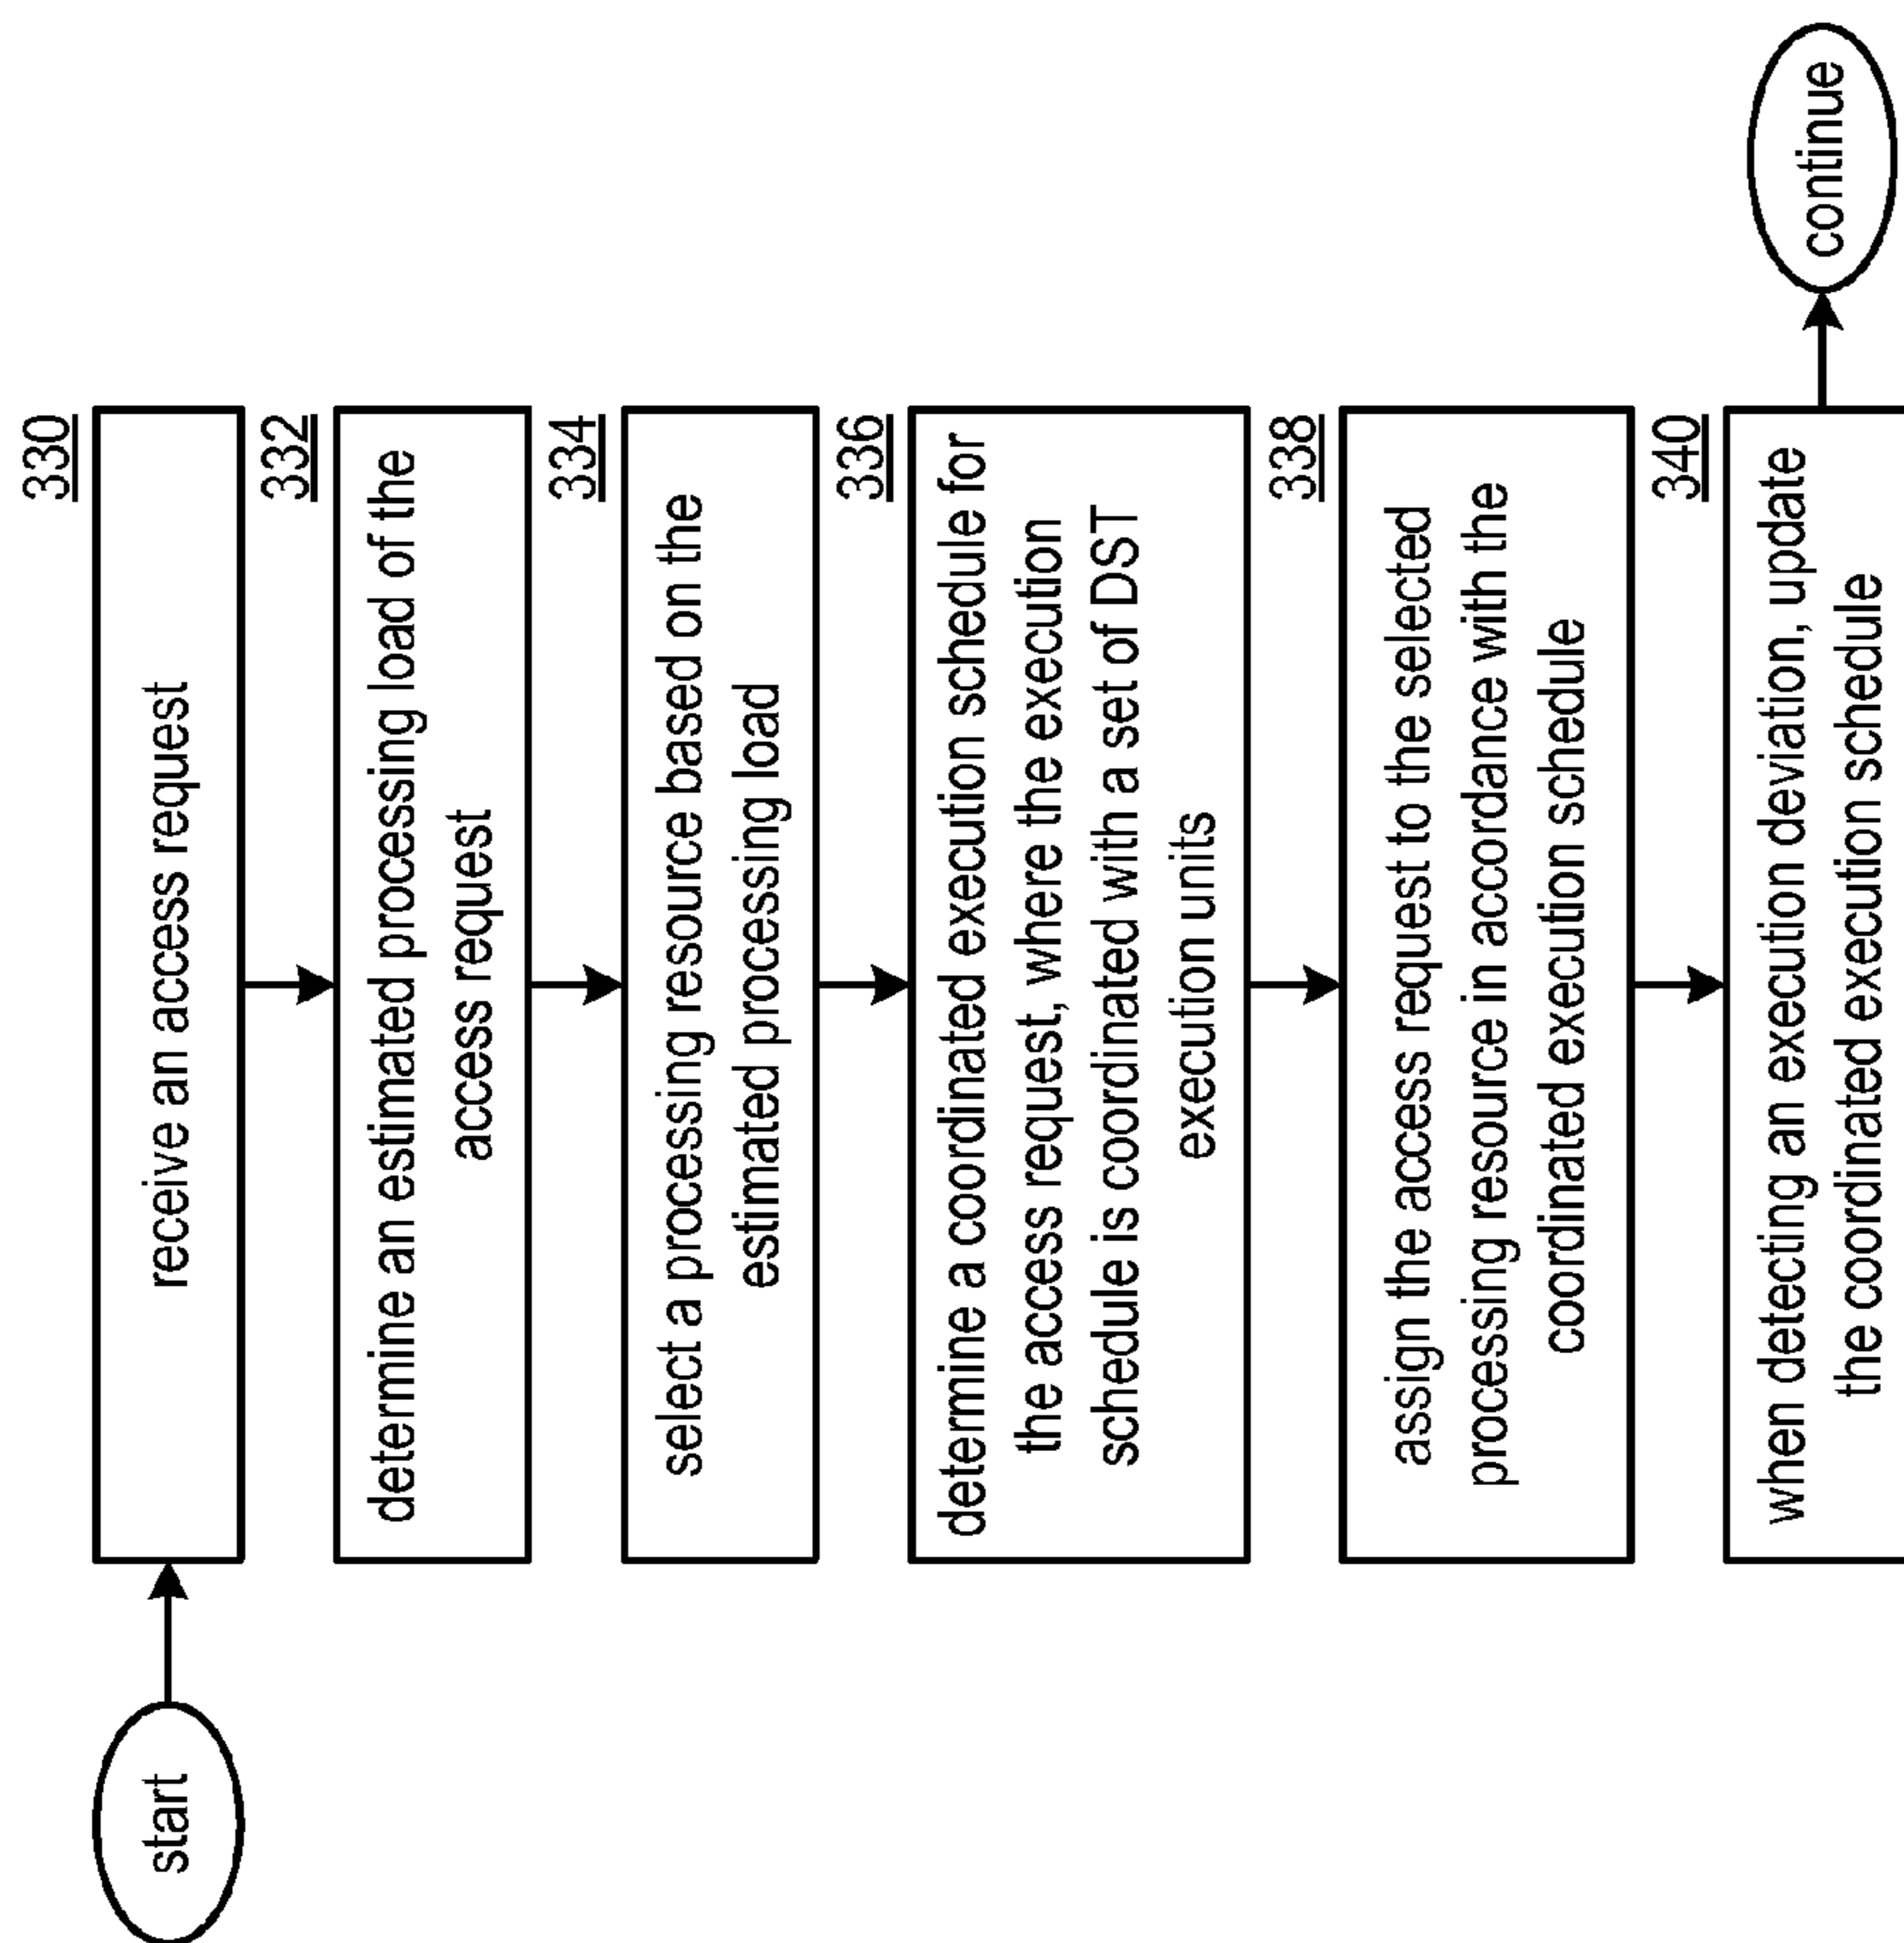 start
330
receive an access request
332
determine an estimated processing load of the
access request
334
select a processing resource based on the
estimated processing load
336
determine a coordinated execution schedule for
the access request, where the execution
schedule is coordinated with a set of DST
execution units
338
assign the access request to the selected
processing resource in accordance with the
coordinated execution schedule
340
when detecting an execution deviation, update
the coordinated execution schedule
continue